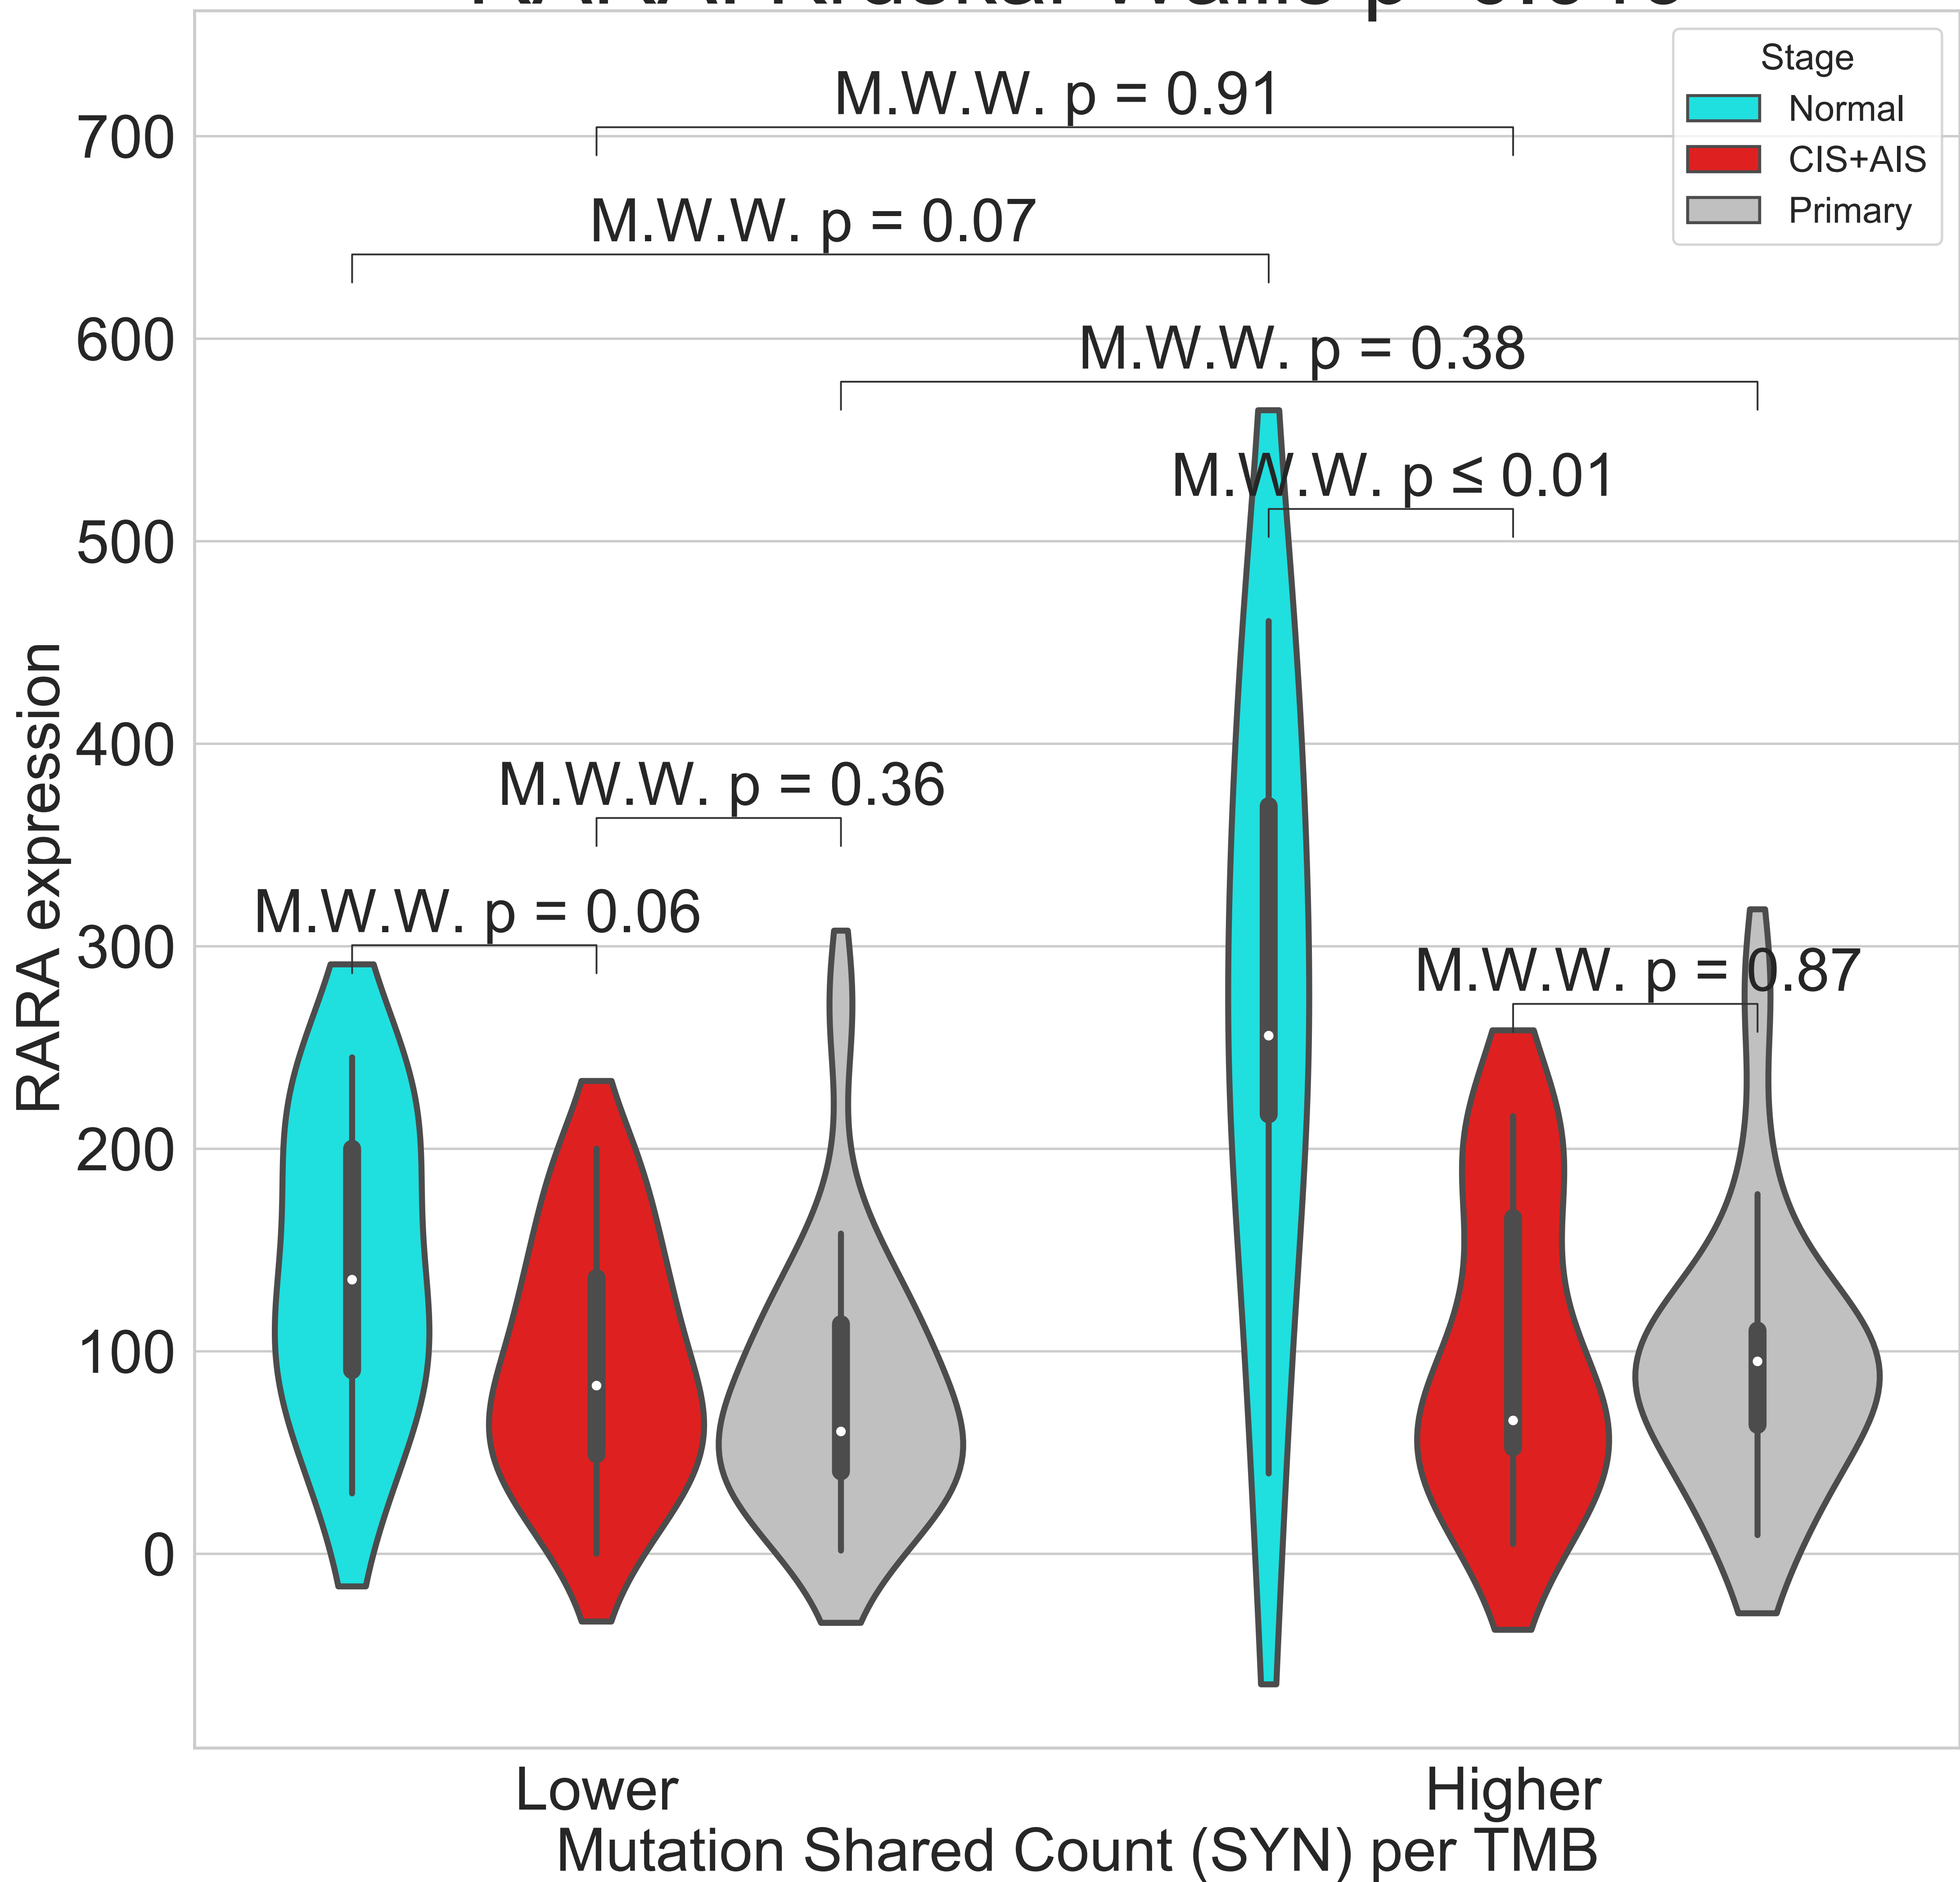 Stage
Normal
CIS+AIS
Primary
M.W.W. p = 0.91
M.W.W. p = 0.07
M.W.W. p = 0.38
M.W.W. p ≤ 0.01
M.W.W. p = 0.36
M.W.W. p = 0.06
M.W.W. p = 0.87
700
600
500
400
300
200
100
0
RARA expression
Lower
Higher
Mutation Shared Count (SYN) per TMB